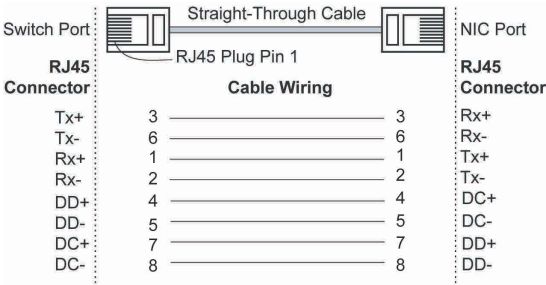 Straight-Through Cable
Switch Port
NIC Port
RJ45 Plug Pin 1
RJ45 Connector
Cable Wiring
RJ45 Connector
Tx+ 3 3 Rx+
Tx- 6 6 Rx-
Rx+ 1 1 Tx+
Rx- 2 2 Tx-
DD+ 4 4 DC+
DD- 5 5 DC-
DC+ 7 7 DD+
DC- 8 8 DD-